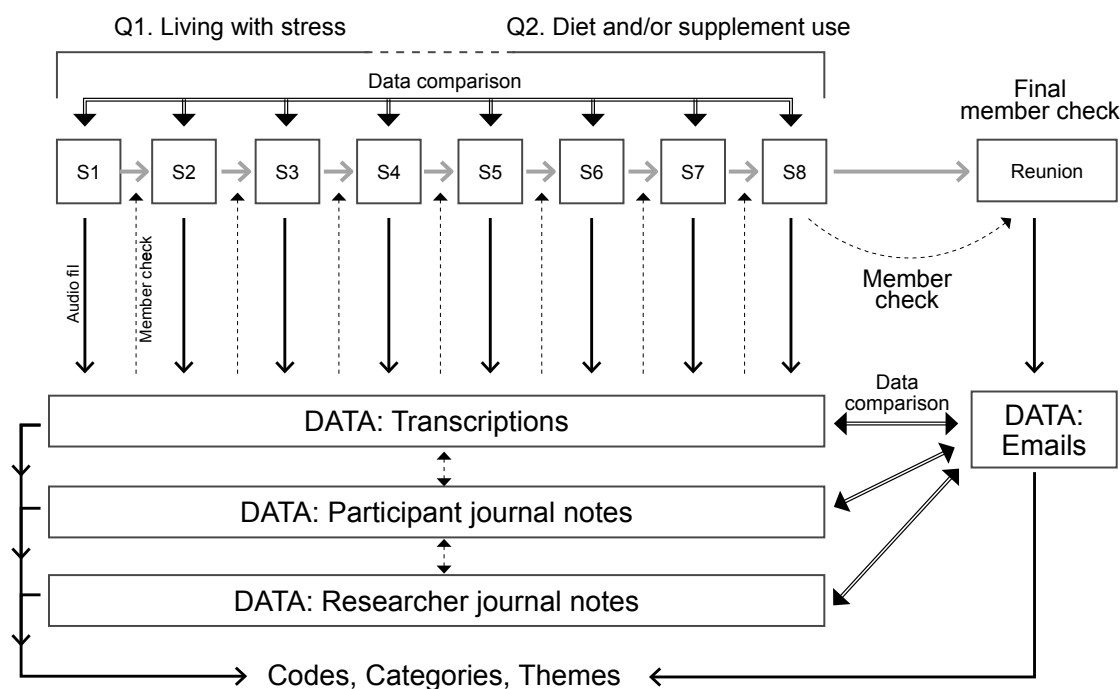 Q1. Living with stress
Q2. Diet and/or supplement use
Data comparison
Final
member check
S1
S2
S3
S4
S5
S6
S7
S8
Reunion
Audio fil
Member check
Member
check
Data
comparison
DATA: Transcriptions
DATA:
Emails
DATA: Participant journal notes
DATA: Researcher journal notes
Codes, Categories, Themes